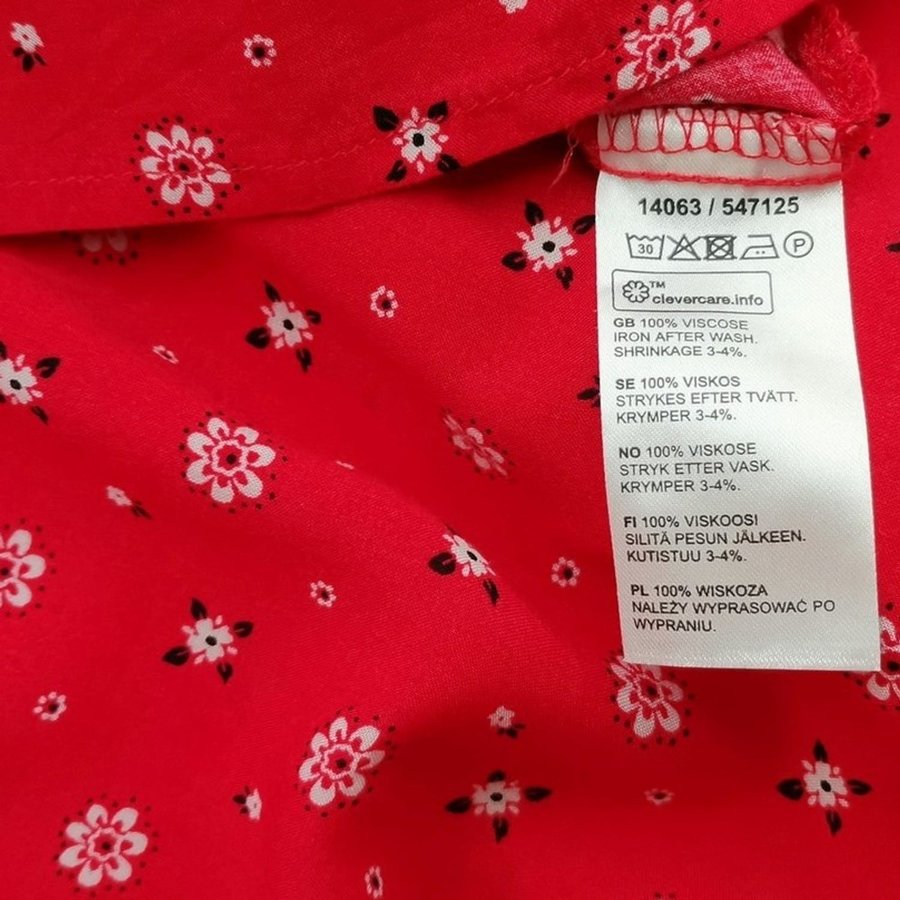 14063 / 547125
30 P
™
clevercare.info
GB 100% VISCOSE
IRON AFTER WASH.
SHRINKAGE 3-4%.
SE 100% VISKOS
STRYKES EFTER TVÄTT.
KRYMPER 3-4%.
NO 100% VISKOSE
STRYK ETTER VASK.
KRYMPER 3-4%.
FI 100% VISKOOSI
SILITÄ PESUN JÄLKEEN.
KUTISTUU 3-4%.
PL 100% WISKOZA
NALEŻY WYPRASOWAĆ PO
WYPRANIU.